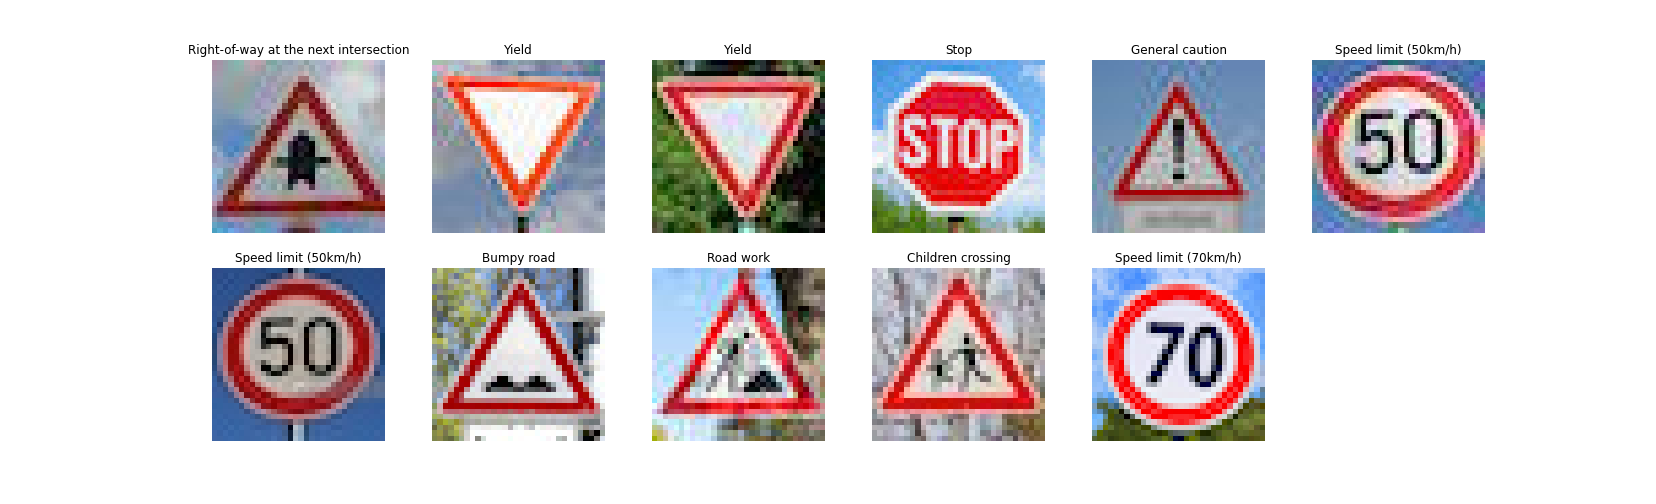 Right-of-way at the next intersection
Yield
Yield
Stop
General caution
Speed limit (50km/h)
STOP
!
50
Speed limit (50km/h)
Bumpy road
Road work
Children crossing
Speed limit (70km/h)
50
70